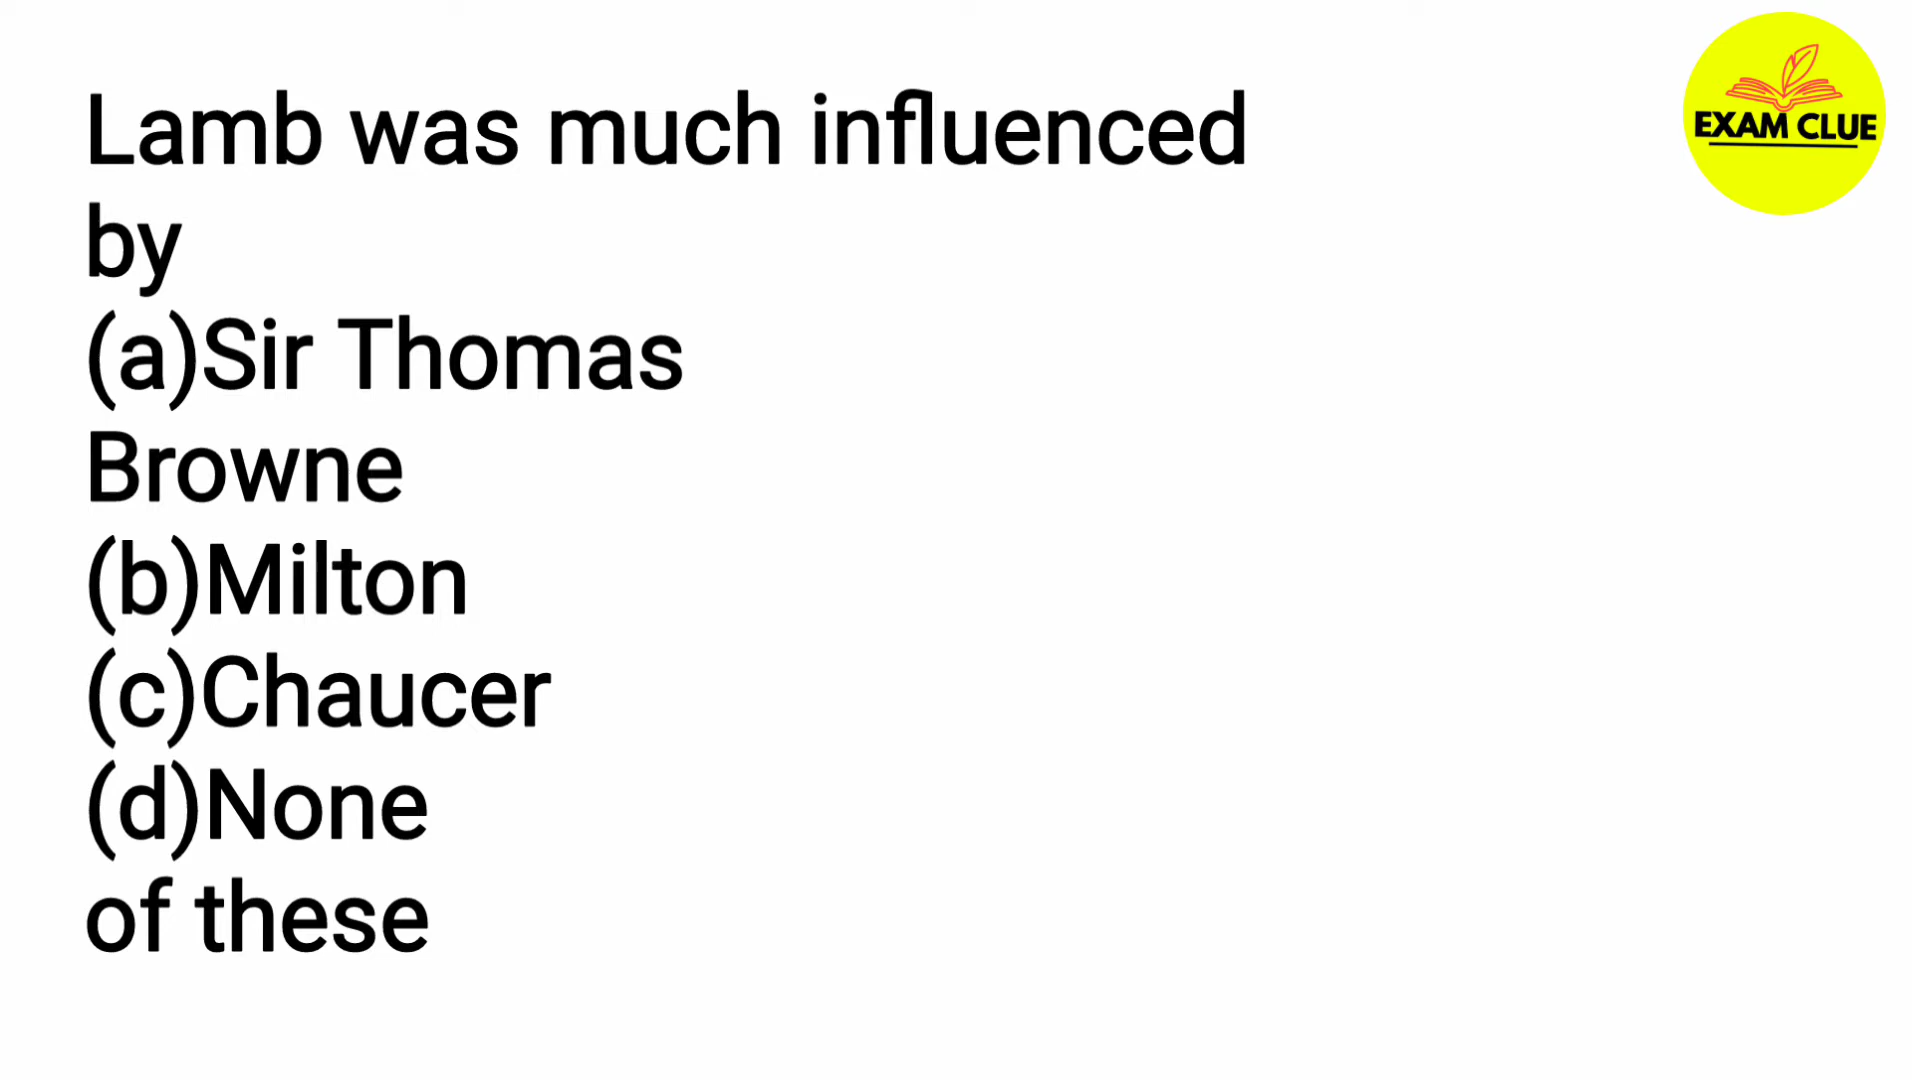 Lamb was much influenced
by
(a)Sir Thomas
Browne
(b)Milton
(c)Chaucer
(d)None
of these
EXAM CLUE